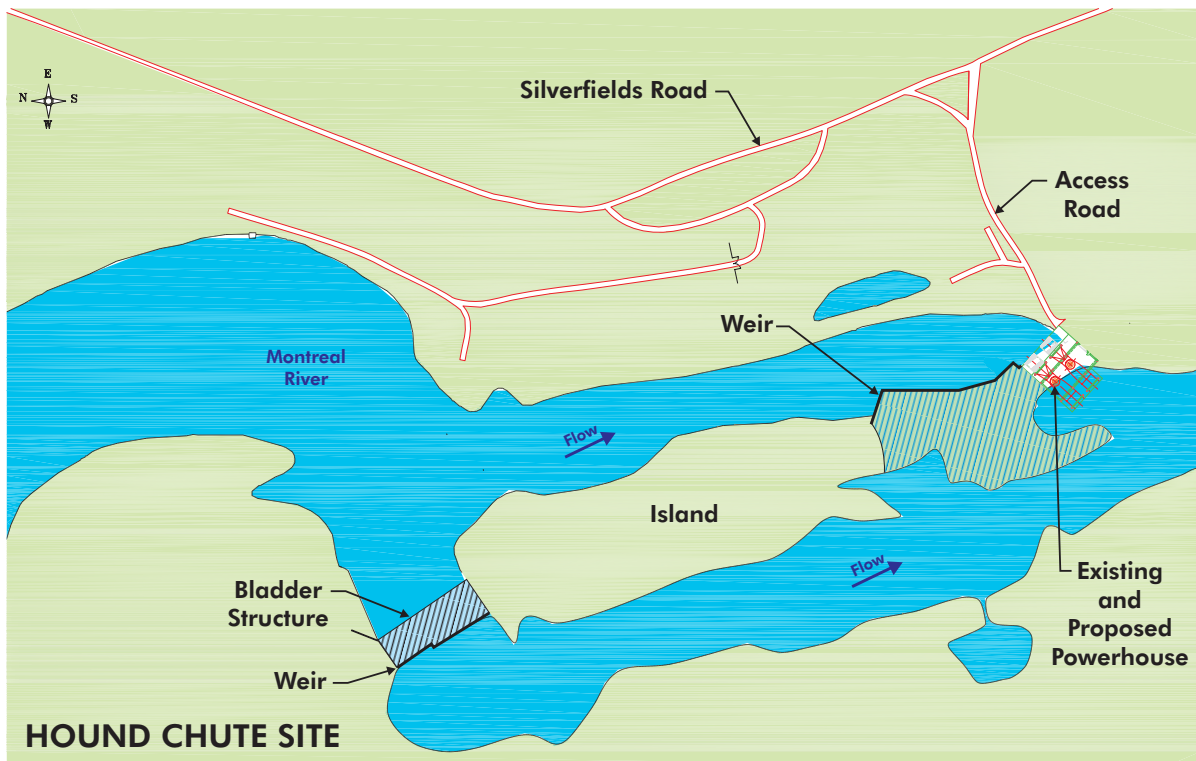 E
N S
W
Silverfields Road
Access
Road
Weir
Montreal
River
Flow
Island
Flow
Bladder
Structure
Existing
and
Proposed
Powerhouse
Weir
HOUND CHUTE SITE